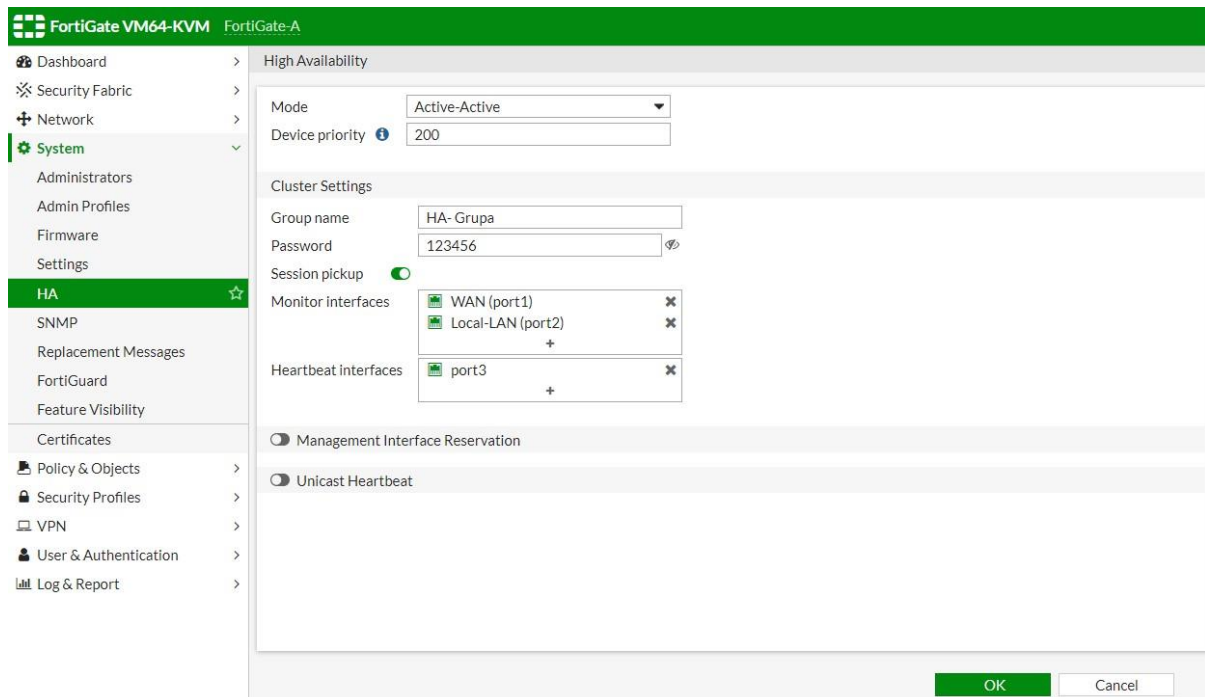 FortiGate VM64-KVM FortiGate-A
Dashboard
Security Fabric
Network
System
Administrators
Admin Profiles
Firmware
Settings
HA
SNMP
Replacement Messages
FortiGuard
Feature Visibility
Certificates
Policy & Objects
Security Profiles
VPN
User & Authentication
Log & Report
High Availability
Mode Active-Active
Device priority 200
Cluster Settings
Group name HA- Grupa
Password 123456
Session pickup
Monitor interfaces WAN (port1)
Local-LAN (port2)
+
Heartbeat interfaces port3
+
Management Interface Reservation
Unicast Heartbeat
OK Cancel